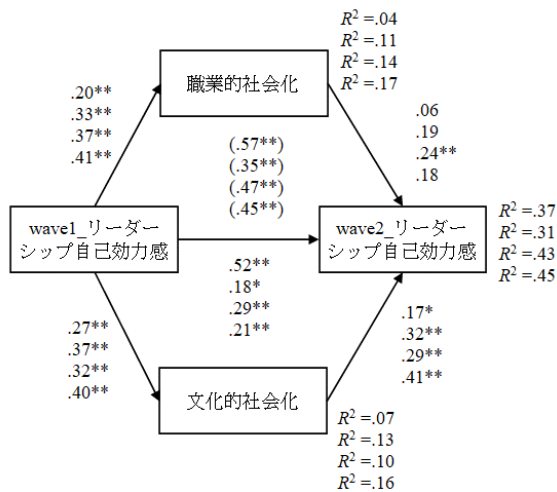 R² =.04
R² =.11
R² =.14
R² =.17
職業的社会化
.20**
.33**
.37**
.41**
.06
.19
.24**
.18
(.57**)
(.35**)
(.47**)
(.45**)
wave1_リーダー
シップ自己効力感
wave2_リーダー
シップ自己効力感
R² =.37
R² =.31
R² =.43
R² =.45
.52**
.18*
.29**
.21**
.27**
.37**
.32**
.40**
.17*
.32**
.29**
.41**
文化的社会化
R² =.07
R² =.13
R² =.10
R² =.16